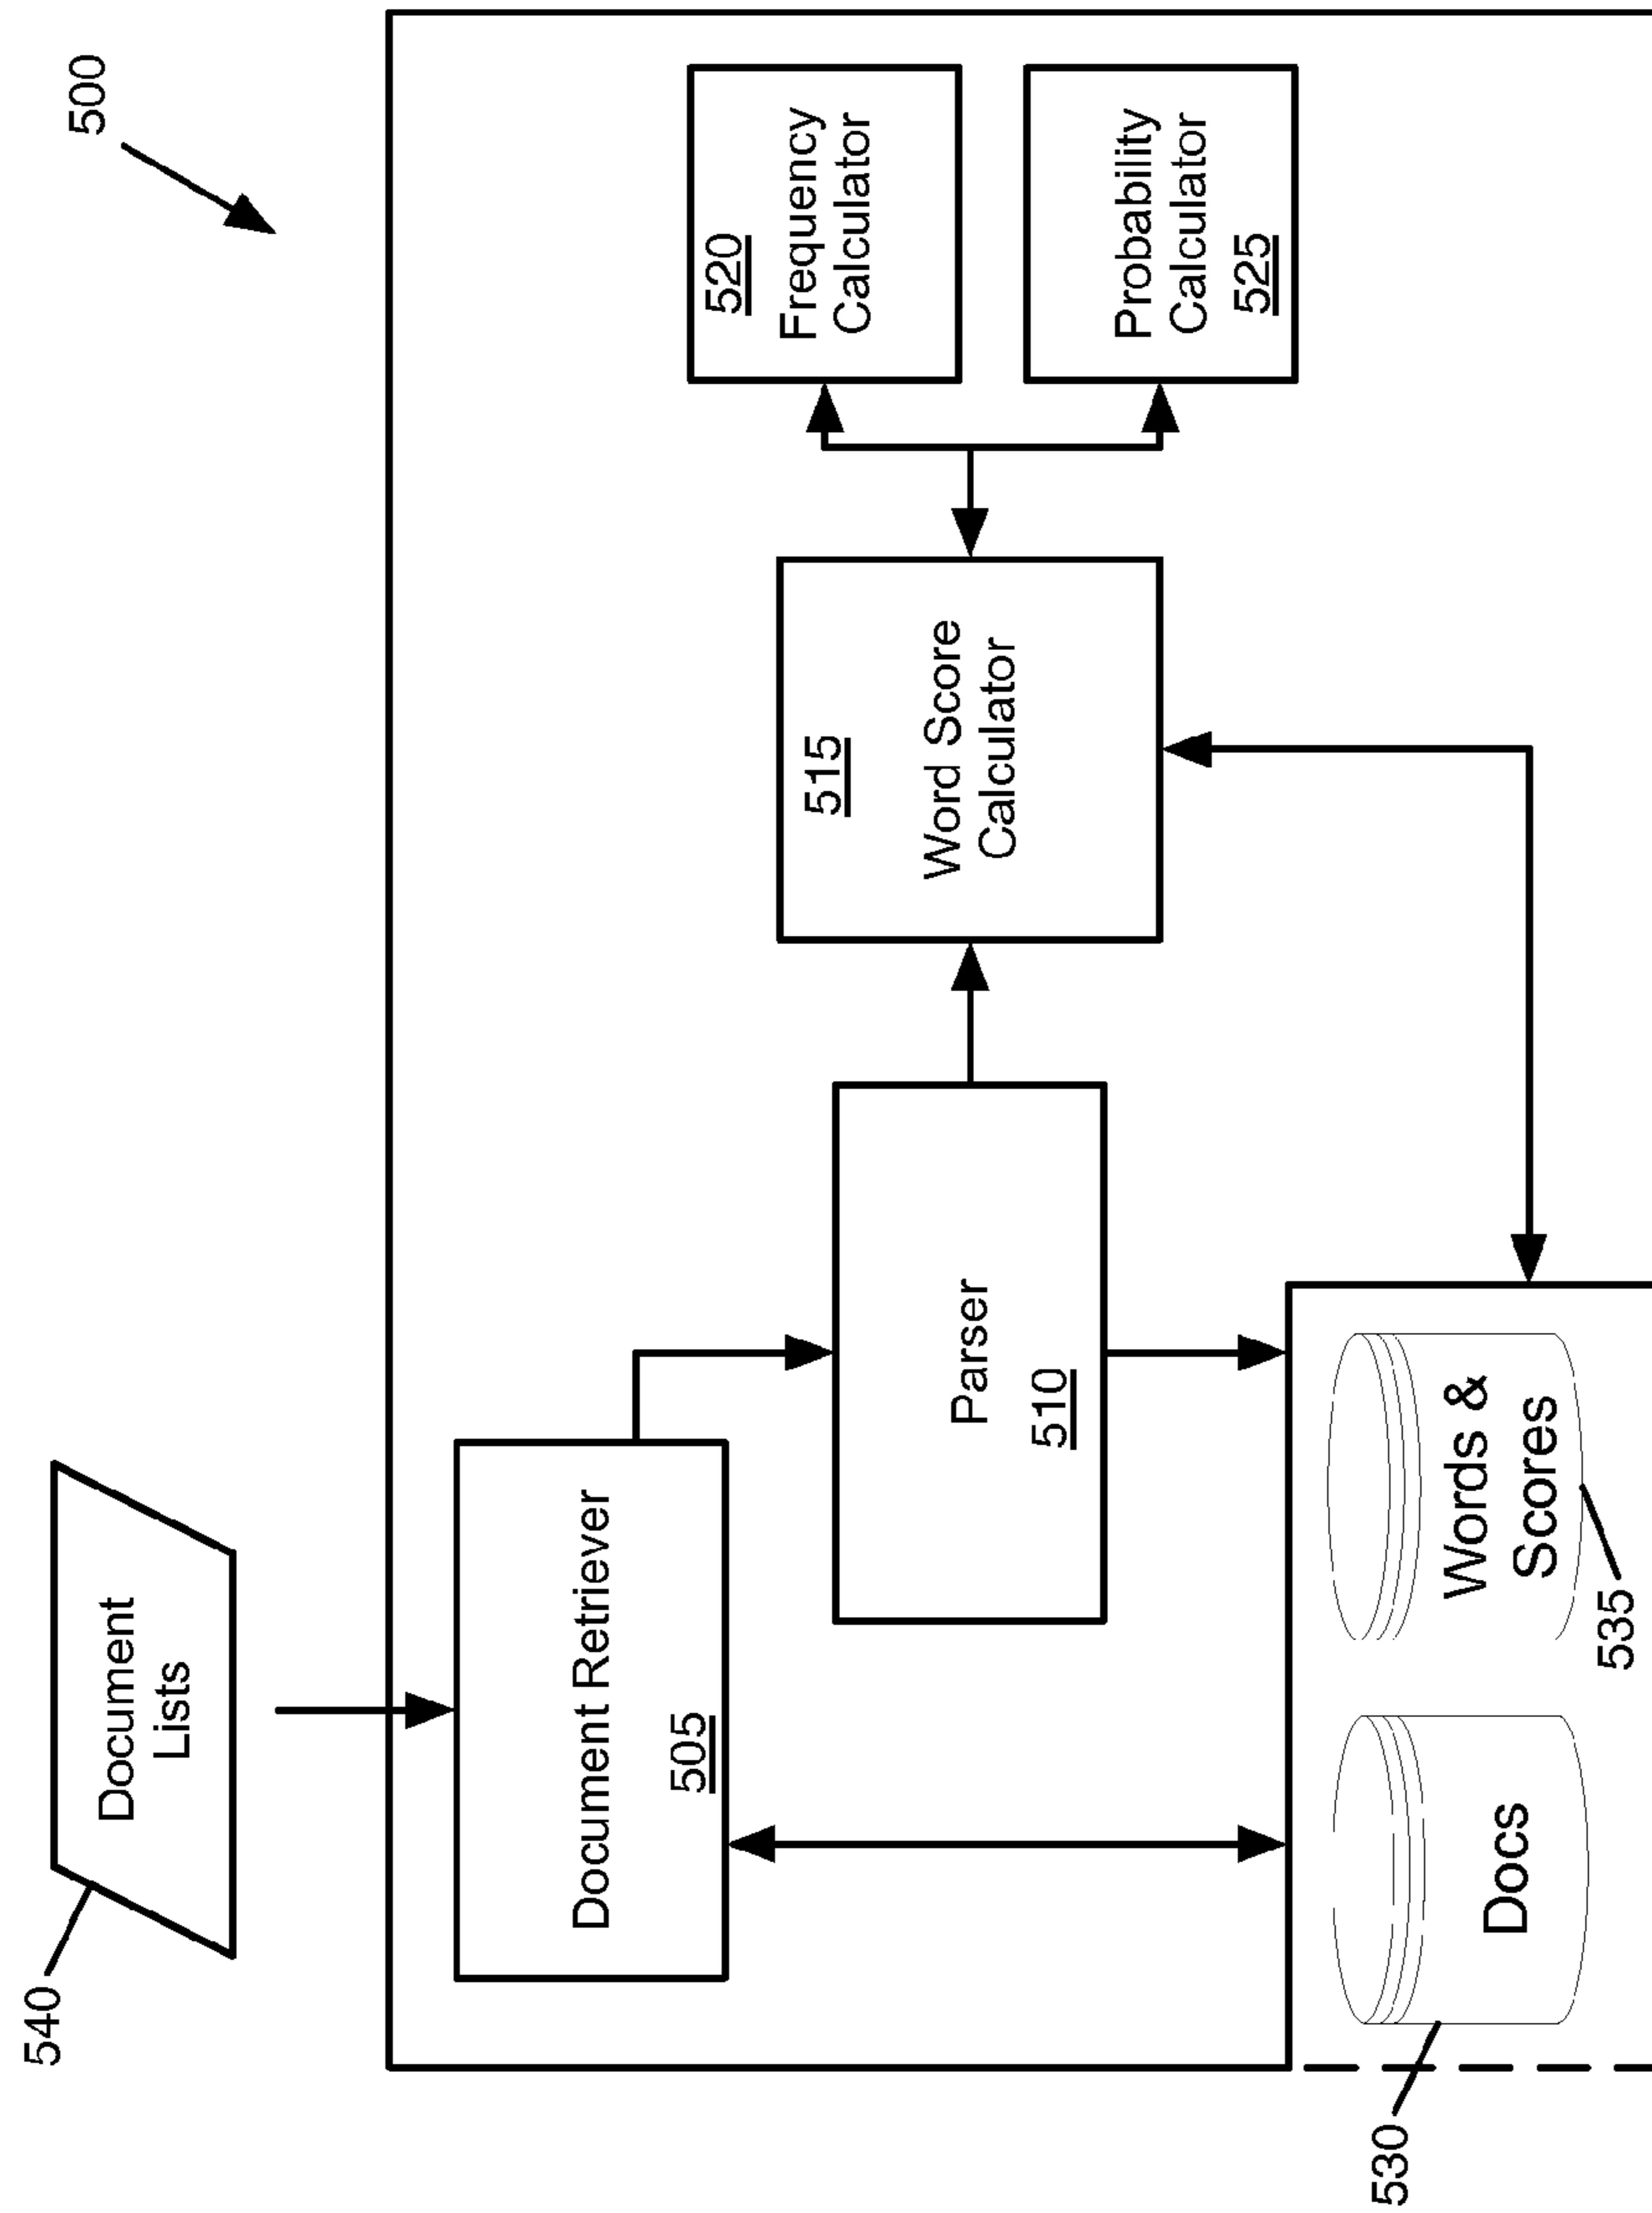 500
540
Document
Lists
Document Retriever
505
Parser
510
515
Word Score
Calculator
520
Frequency
Calculator
Probability
Calculator
525
530
Docs
Words &
Scores
535